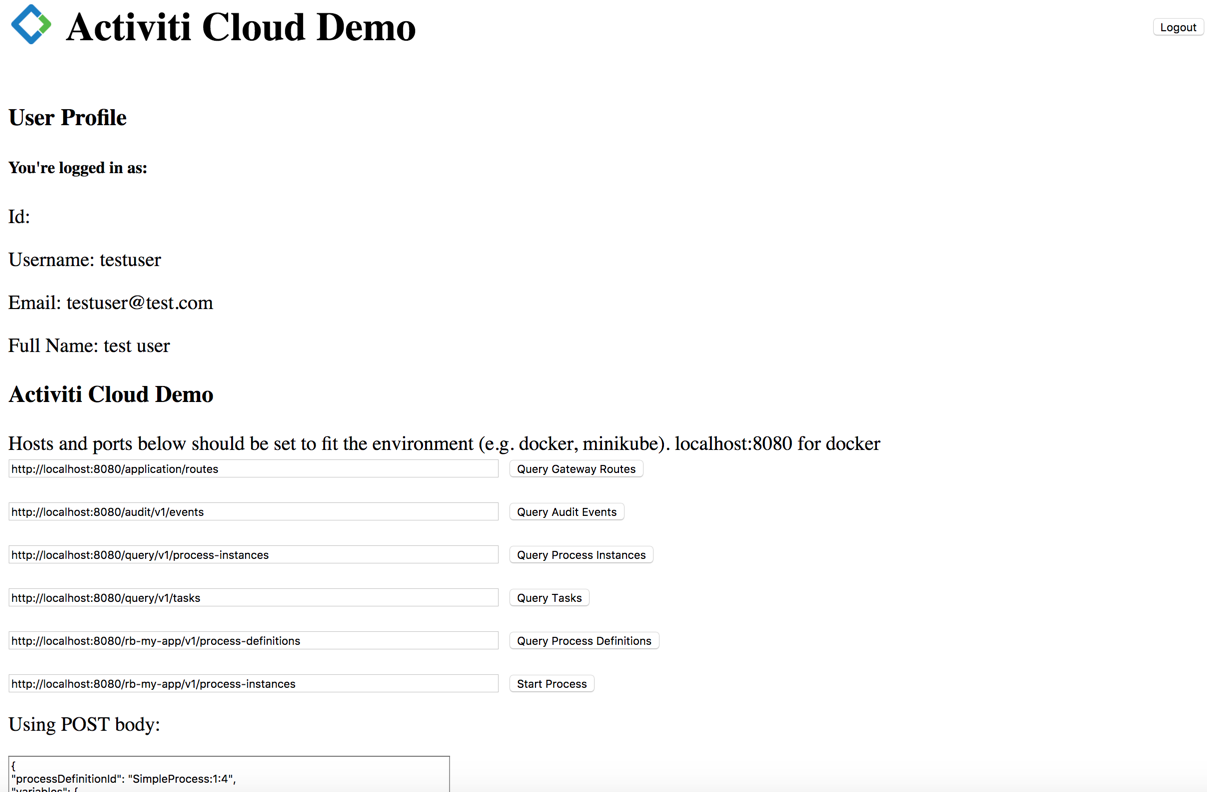 Activiti Cloud Demo
Logout
User Profile
You're logged in as:
Id:
Username: testuser
Email: testuser@test.com
Full Name: test user
Activiti Cloud Demo
Hosts and ports below should be set to fit the environment (e.g. docker, minikube). localhost:8080 for docker
http://localhost:8080/application/routes Query Gateway Routes
http://localhost:8080/audit/v1/events Query Audit Events
http://localhost:8080/query/v1/process-instances Query Process Instances
http://localhost:8080/query/v1/tasks Query Tasks
http://localhost:8080/rb-my-app/v1/process-definitions Query Process Definitions
http://localhost:8080/rb-my-app/v1/process-instances Start Process
Using POST body:
{
"processDefinitionId": "SimpleProcess:1:4",
"variables": {